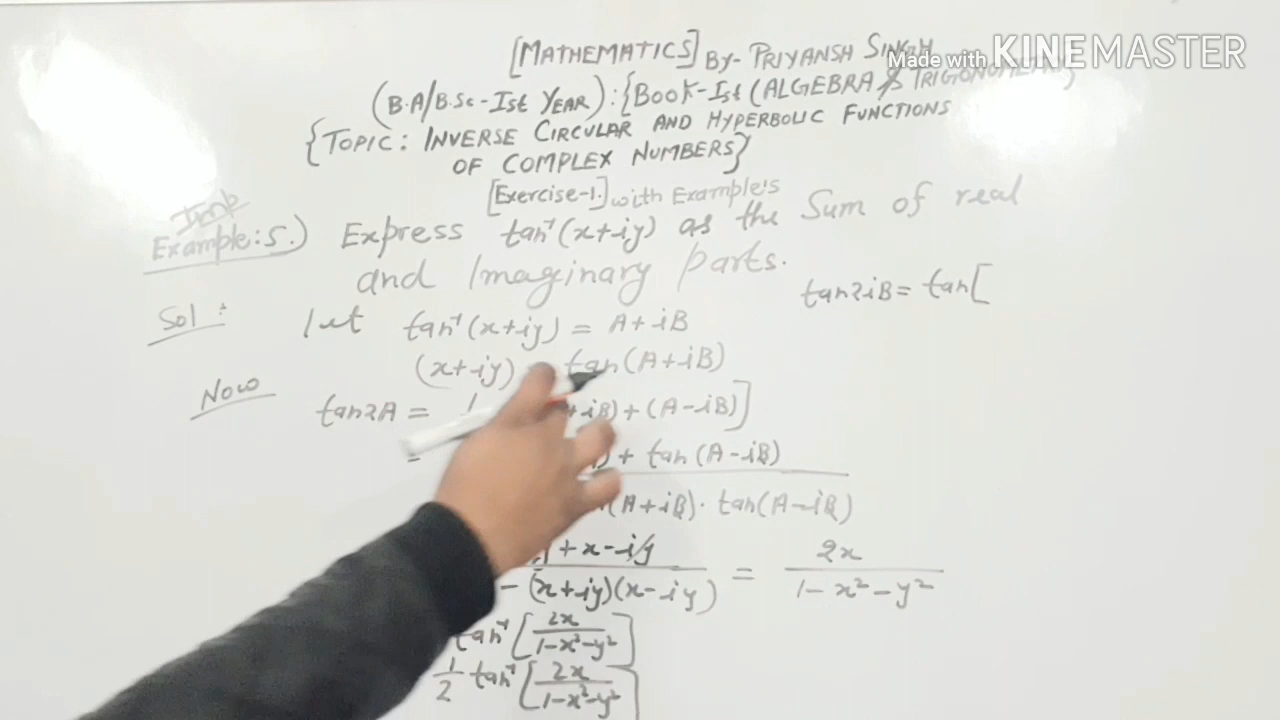 [MATHEMATICS] By- PRIYANSH SINGH
Made with KINEMASTER
(B.A/B.Sc-Ist YEAR):{BOOK-Ist (ALGEBRA & TRIGONOMETRY)}
{TOPIC: INVERSE CIRCULAR AND HYPERBOLIC FUNCTIONS
OF COMPLEX NUMBERS}
[Exercise-1.] with Example's
Imp
Example:5.) Express tan⁻¹(x+iy) as the Sum of real
and Imaginary parts.
tan2iB = tan[
Sol: let tan⁻¹(x+iy) = A+iB
(x+iy) tan(A+iB)
Now tan2A = +iB)+(A-iB)]
= + tan(A-iB)
(A+iB). tan(A-iB)
+x-iy
-(x+iy)(x-iy) = 2x/(1-x²-y²)
tan⁻¹[2x/(1-x²-y²)]
1/2 tan⁻¹[2x/(1-x²-y²)]